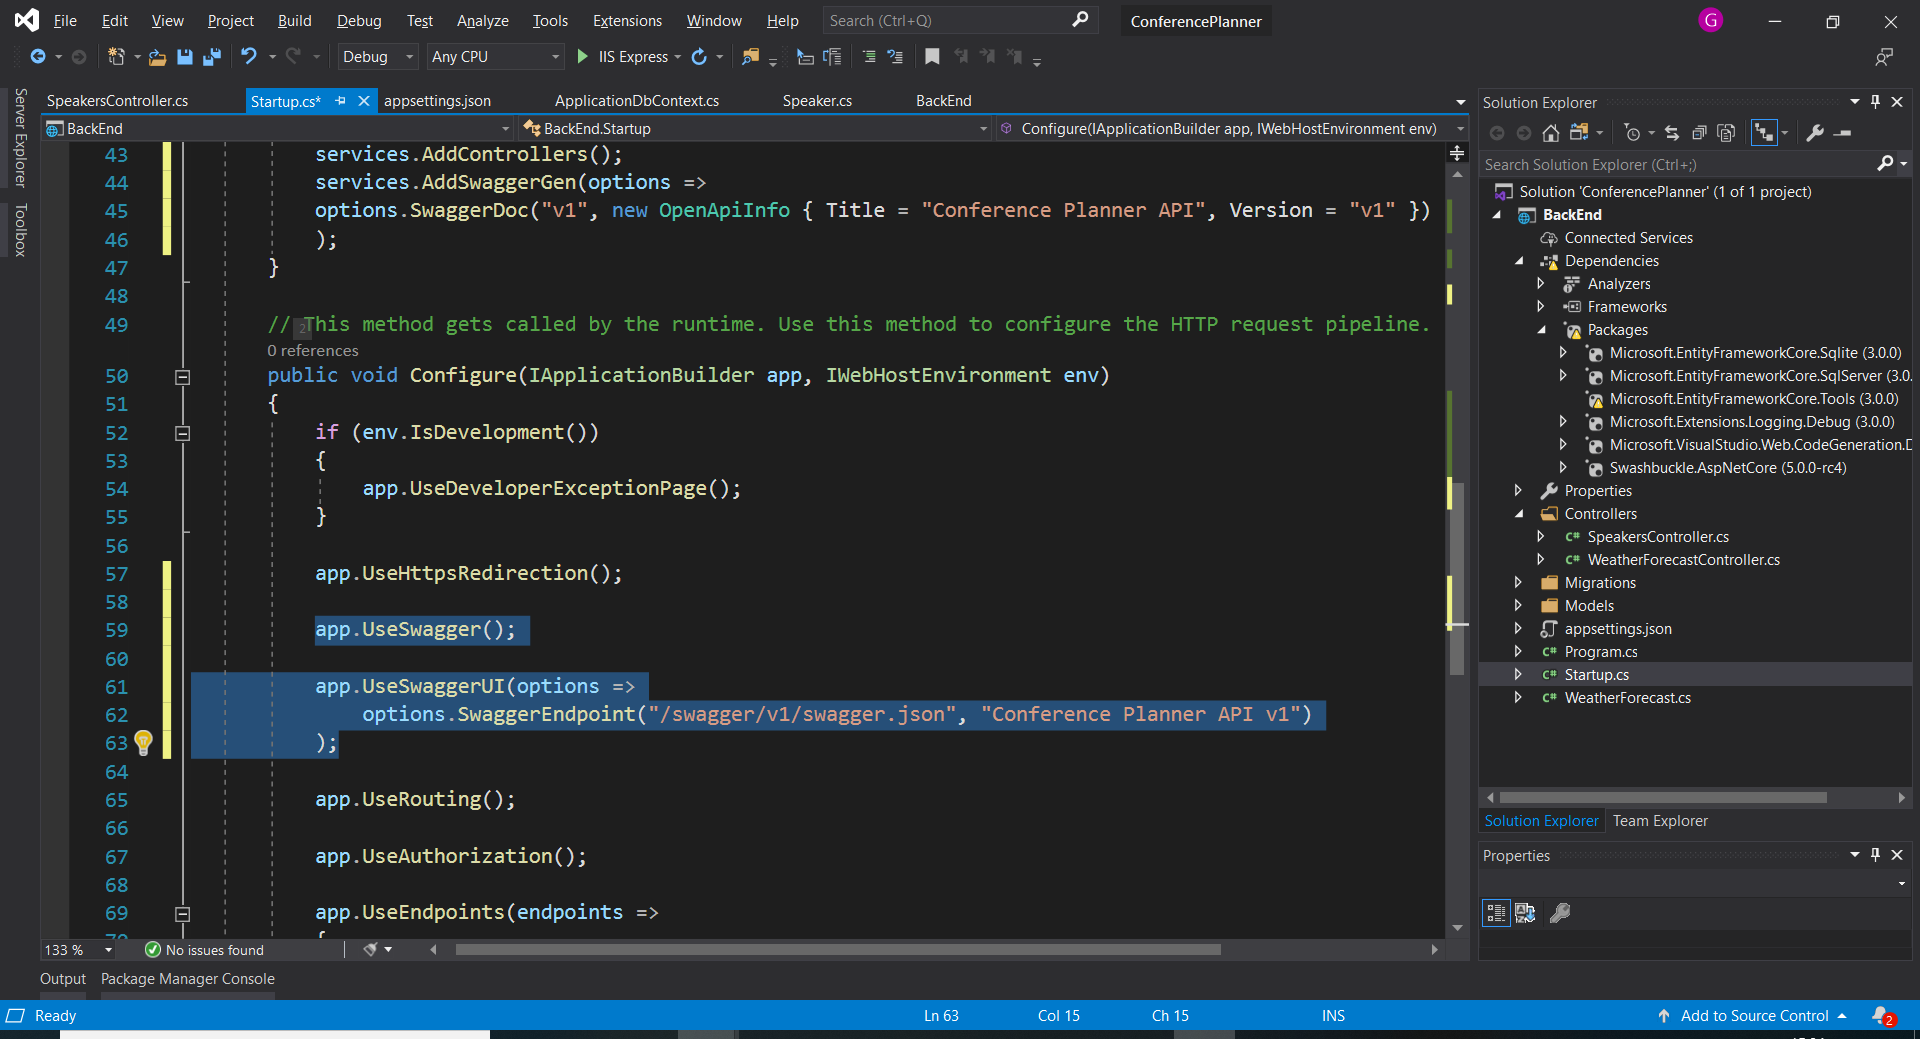 File Edit View Project Build Debug Test Analyze Tools Extensions Window Help Search (Ctrl+Q) ConferencePlanner G
Debug Any CPU IIS Express
Server Explorer
Toolbox
SpeakersController.cs Startup.cs* appsettings.json ApplicationDbContext.cs Speaker.cs BackEnd
BackEnd BackEnd.Startup Configure(IApplicationBuilder app, IWebHostEnvironment env)
43 services.AddControllers();
44 services.AddSwaggerGen(options =>
45 options.SwaggerDoc("v1", new OpenApiInfo { Title = "Conference Planner API", Version = "v1" })
46 );
47 }
48
49 // This method gets called by the runtime. Use this method to configure the HTTP request pipeline.
0 references
50 public void Configure(IApplicationBuilder app, IWebHostEnvironment env)
51 {
52 if (env.IsDevelopment())
53 {
54 app.UseDeveloperExceptionPage();
55 }
56
57 app.UseHttpsRedirection();
58
59 app.UseSwagger();
60
61 app.UseSwaggerUI(options =>
62 options.SwaggerEndpoint("/swagger/v1/swagger.json", "Conference Planner API v1")
63 );
64
65 app.UseRouting();
66
67 app.UseAuthorization();
68
69 app.UseEndpoints(endpoints =>
133 % No issues found
Output Package Manager Console
Solution Explorer
Search Solution Explorer (Ctrl+;)
Solution 'ConferencePlanner' (1 of 1 project)
BackEnd
Connected Services
Dependencies
Analyzers
Frameworks
Packages
Microsoft.EntityFrameworkCore.Sqlite (3.0.0)
Microsoft.EntityFrameworkCore.SqlServer (3.0.
Microsoft.EntityFrameworkCore.Tools (3.0.0)
Microsoft.Extensions.Logging.Debug (3.0.0)
Microsoft.VisualStudio.Web.CodeGeneration.D
Swashbuckle.AspNetCore (5.0.0-rc4)
Properties
Controllers
C# SpeakersController.cs
C# WeatherForecastController.cs
Migrations
Models
appsettings.json
C# Program.cs
C# Startup.cs
C# WeatherForecast.cs
Solution Explorer Team Explorer
Properties
Ready Ln 63 Col 15 Ch 15 INS Add to Source Control 2